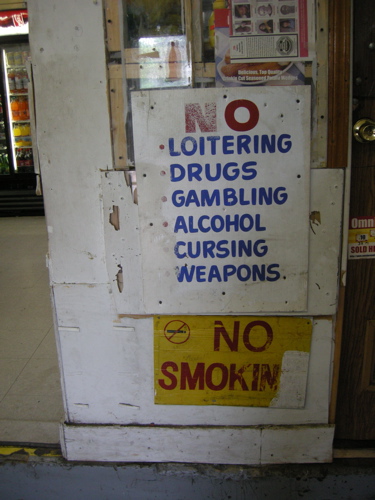 NO
LOITERING
DRUGS
GAMBLING
ALCOHOL
CURSING
WEAPONS.
NO
SMOKIN